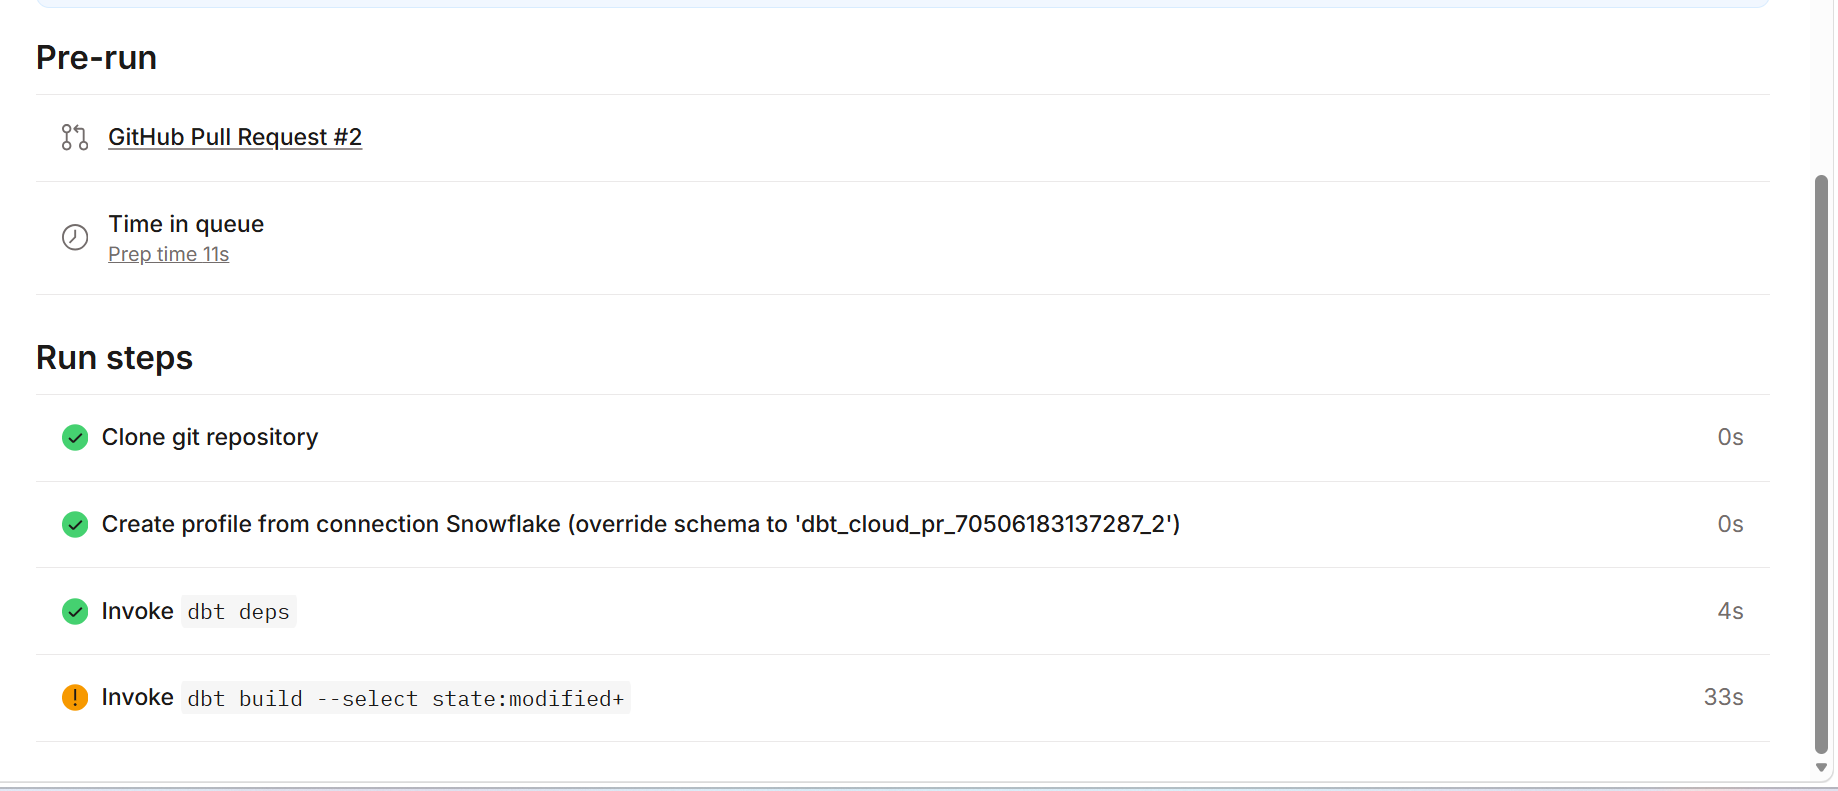 Pre-run
GitHub Pull Request #2
Time in queue
Prep time 11s
Run steps
Clone git repository 0s
Create profile from connection Snowflake (override schema to 'dbt_cloud_pr_70506183137287_2') 0s
Invoke dbt deps 4s
Invoke dbt build --select state:modified+ 33s